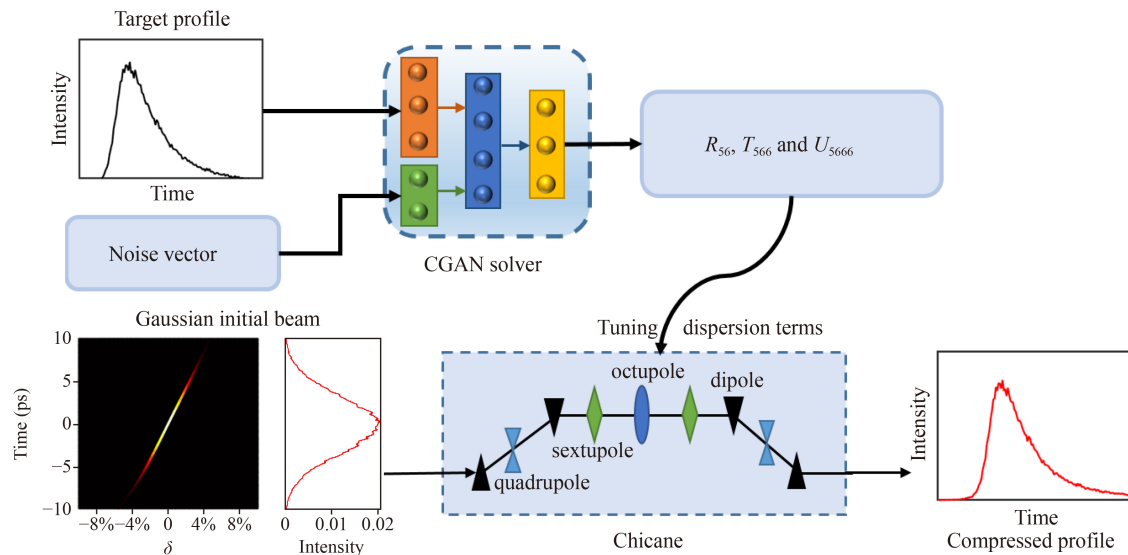 Target profile
Intensity
Time
Noise vector
CGAN solver
R56, T566 and U5666
Gaussian initial beam
Time (ps)
10
5
0
−5
−10
−8% −4% 0 4% 8%
δ
0 0.01 0.02
Intensity
Tuning dispersion terms
octupole
dipole
sextupole
quadrupole
Chicane
Intensity
Time
Compressed profile